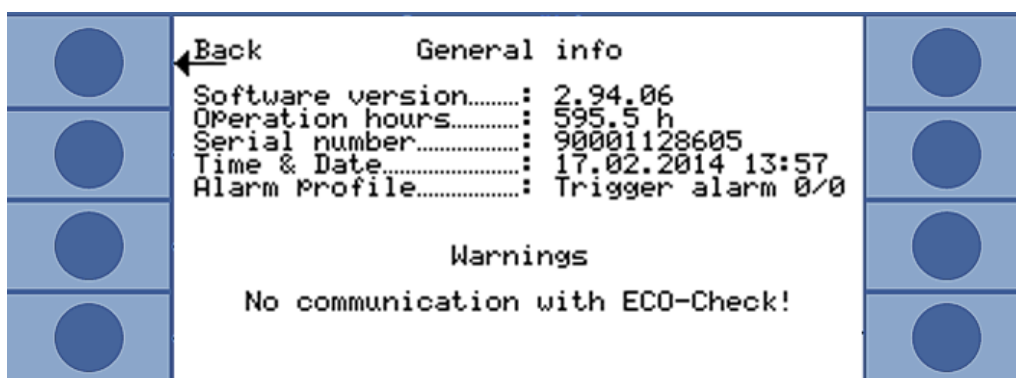 Back General info
Software version........: 2.94.06
Operation hours............: 595.5 h
Serial number.................: 90001128605
Time & Date......................: 17.02.2014 13:57
Alarm Profile.................: Trigger alarm 0/0
Warnings
No communication with ECO-Check!